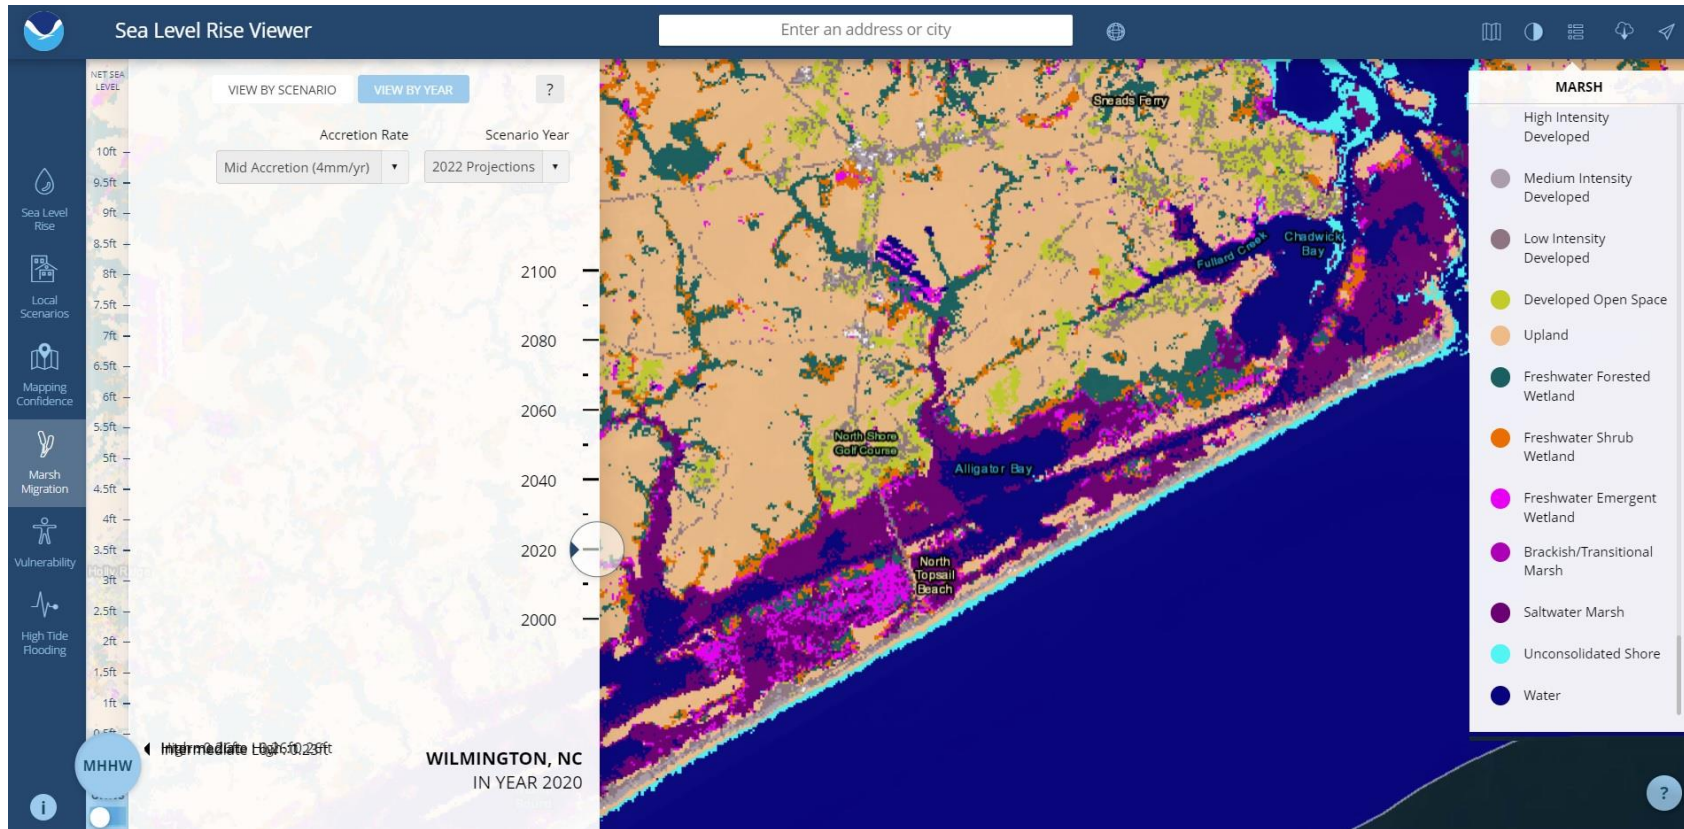 Sea Level Rise Viewer
Enter an address or city
NET SEA
LEVEL
10ft
9.5ft
9ft
8.5ft
8ft
7.5ft
7ft
6.5ft
6ft
5.5ft
5ft
4.5ft
4ft
3.5ft
3ft
2.5ft
2ft
1.5ft
1ft
0.5ft
MHHW
Sea Level
Rise
Local
Scenarios
Mapping
Confidence
Marsh
Migration
Vulnerability
High Tide
Flooding
i
VIEW BY SCENARIO
VIEW BY YEAR
?
Accretion Rate
Scenario Year
Mid Accretion (4mm/yr)
2022 Projections
2100
2080
2060
2040
2020
2000
WILMINGTON, NC
IN YEAR 2020
Sneads Ferry
Chadwick
Bay
Fullard Creek
North Shore
Golf Course
Alligator Bay
North
Topsail
Beach
MARSH
High Intensity
Developed
Medium Intensity
Developed
Low Intensity
Developed
Developed Open Space
Upland
Freshwater Forested
Wetland
Freshwater Shrub
Wetland
Freshwater Emergent
Wetland
Brackish/Transitional
Marsh
Saltwater Marsh
Unconsolidated Shore
Water
?